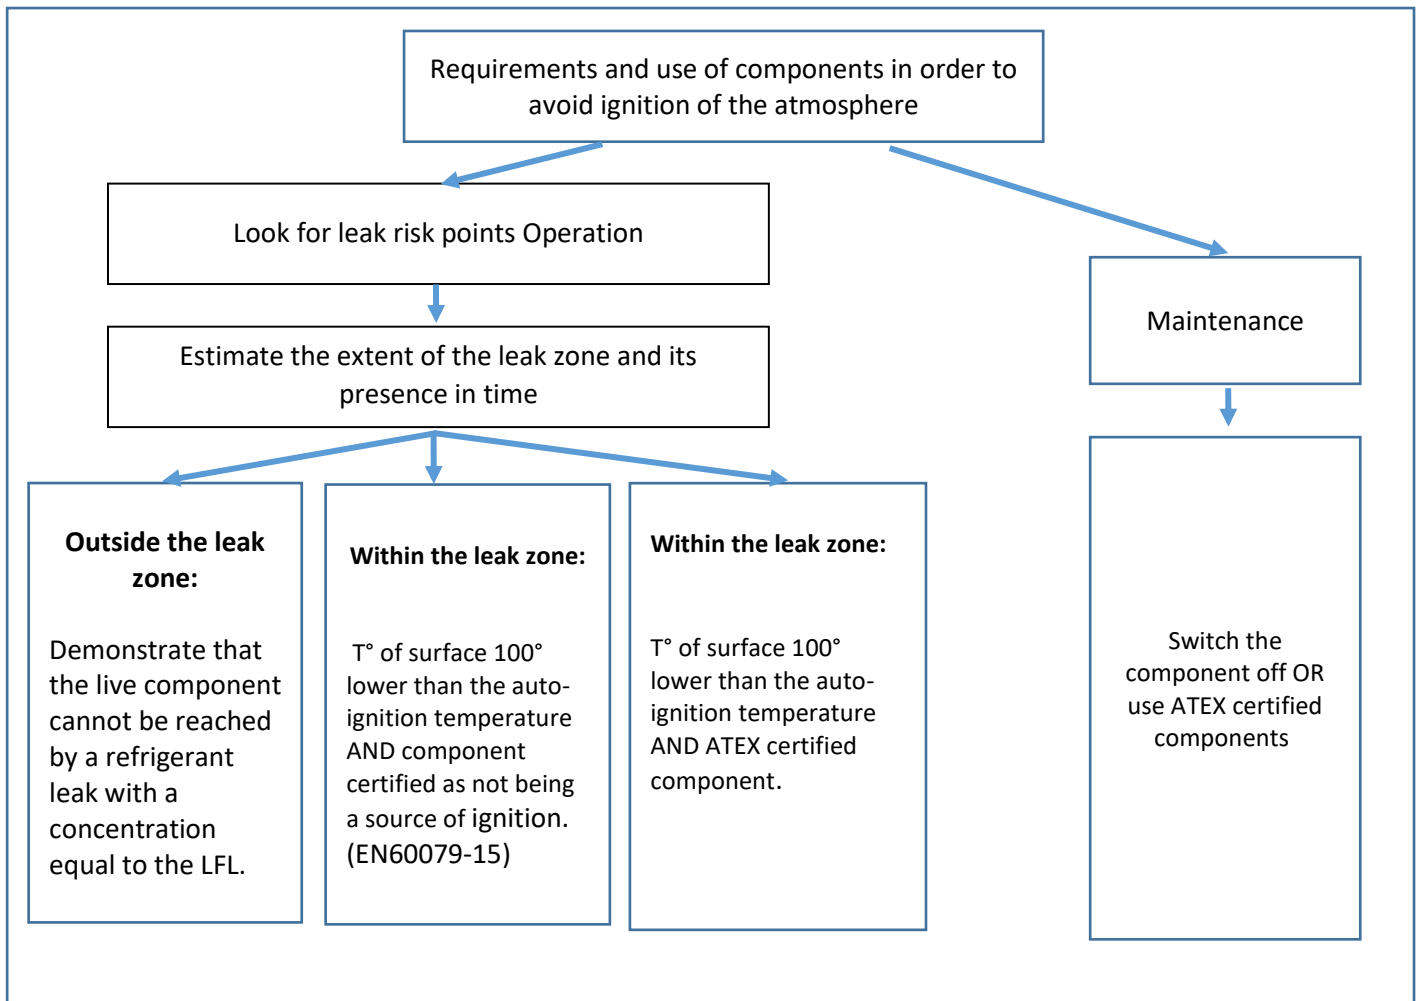 Requirements and use of components in order to
avoid ignition of the atmosphere
Look for leak risk points Operation
Estimate the extent of the leak zone and its
presence in time
Maintenance
Outside the leak
zone:
Demonstrate that
the live component
cannot be reached
by a refrigerant
leak with a
concentration
equal to the LFL.
Within the leak zone:
T° of surface 100°
lower than the auto-
ignition temperature
AND component
certified as not being
a source of ignition.
(EN60079-15)
Within the leak zone:
T° of surface 100°
lower than the auto-
ignition temperature
AND ATEX certified
component.
Switch the
component off OR
use ATEX certified
components